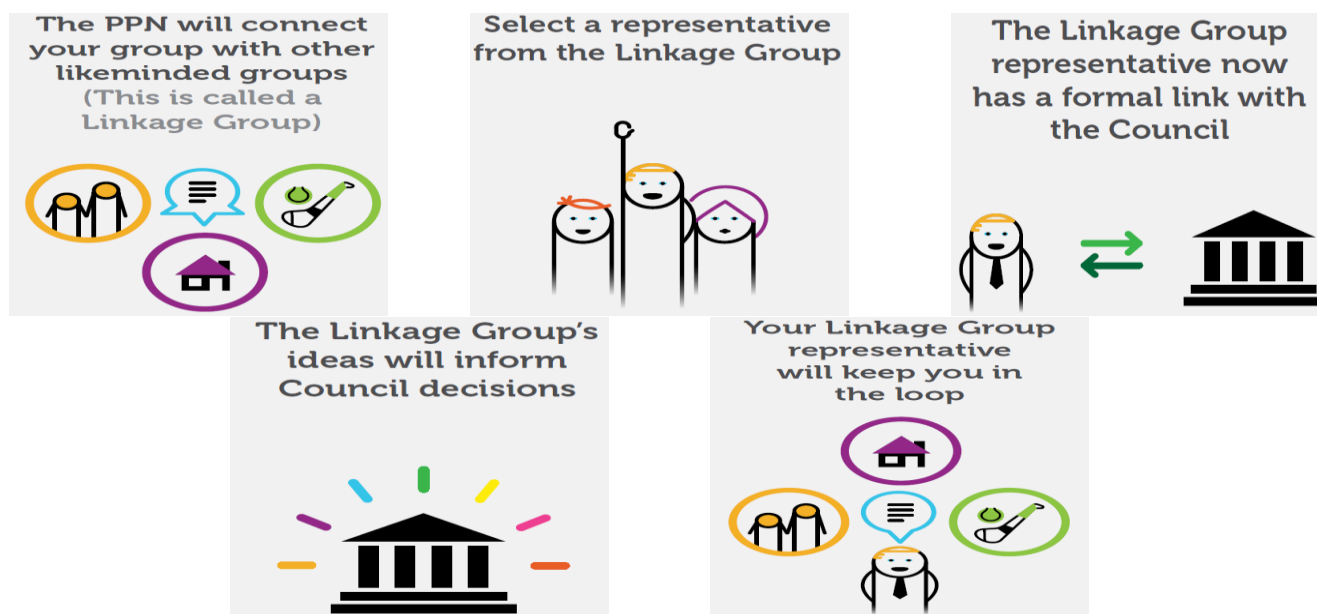 The PPN will connect
your group with other
likeminded groups
(This is called a
Linkage Group)
Select a representative
from the Linkage Group
The Linkage Group
representative now
has a formal link with
the Council
The Linkage Group's
ideas will inform
Council decisions
Your Linkage Group
representative
will keep you in
the loop